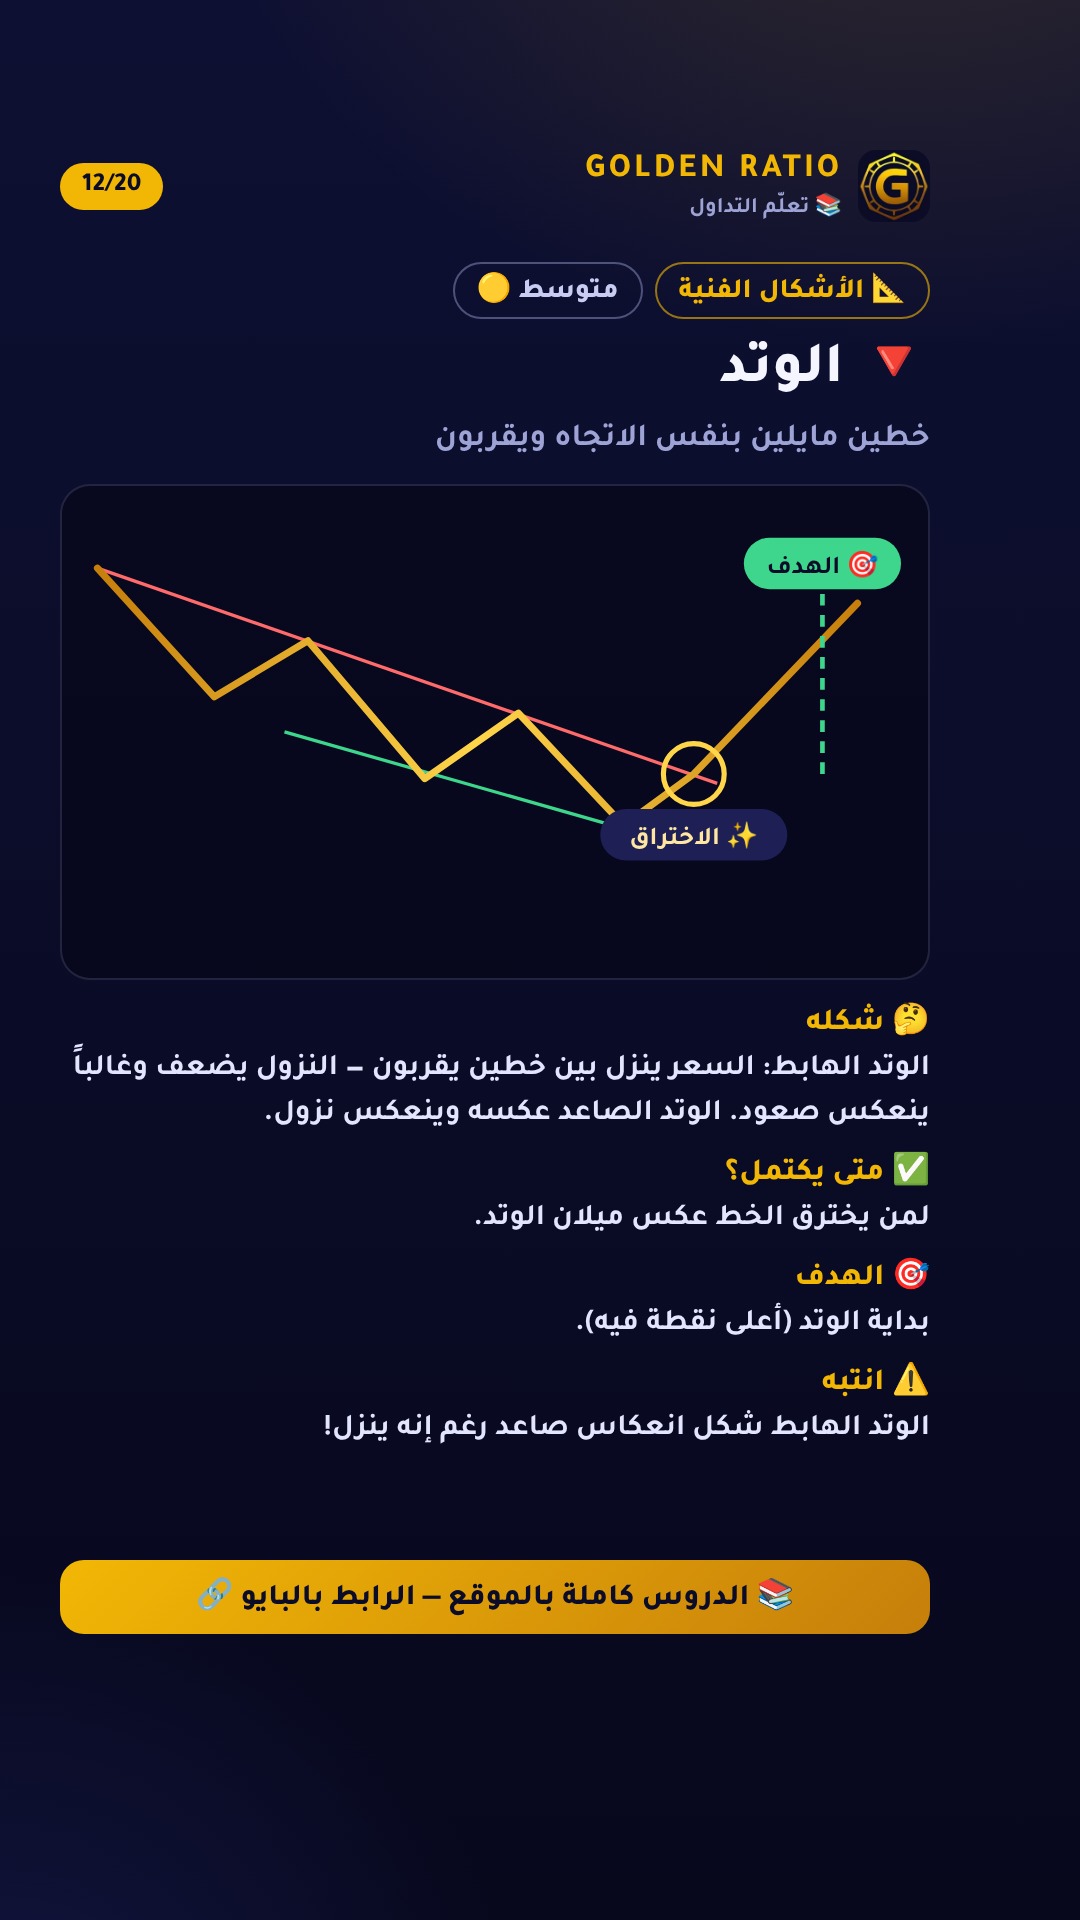 GOLDEN RATIO
📚 تعلّم التداول
12/20
📐 الأشكال الفنية
متوسط 🟡
🔻 الوتد
خطين مايلين بنفس الاتجاه ويقربون
🎯 الهدف
✨ الاختراق
🤔 شكله
الوتد الهابط: السعر ينزل بين خطين يقربون – النزول يضعف وغالباً
ينعكس صعود. الوتد الصاعد عكسه وينعكس نزول.
✅ متى يكتمل؟
لمن يخترق الخط عكس ميلان الوتد.
🎯 الهدف
بداية الوتد (أعلى نقطة فيه).
⚠️ انتبه
الوتد الهابط شكل انعكاس صاعد رغم إنه ينزل!
📚 الدروس كاملة بالموقع – الرابط بالبايو 🔗